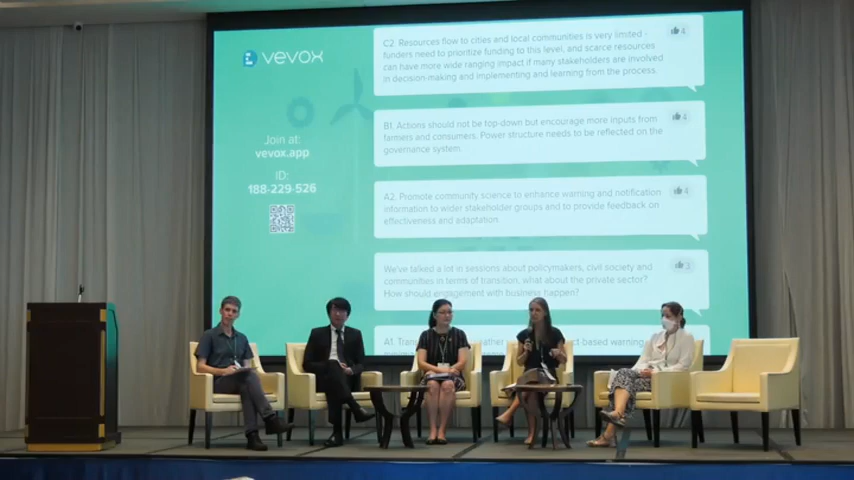 vevox
Join at:
vevox.app
ID:
188-229-526
C2. Resources flow to cities and local communities is very limited -
funders need to prioritize funding to this level, and scarce resources
can have more wide ranging impact if many stakeholders are involved
in decision-making and implementing and learning from the process.
4
B1. Actions should not be top-down but encourage more inputs from
farmers and consumers. Power structure needs to be reflected on the
governance system.
4
A2. Promote community science to enhance warning and notification
information to wider stakeholder groups and to provide feedback on
effectiveness and adaptation.
4
We've talked a lot in sessions about policymakers, civil society and
communities in terms of transition, what about the private sector?
How should engagement with business happen?
3
A1. based warning